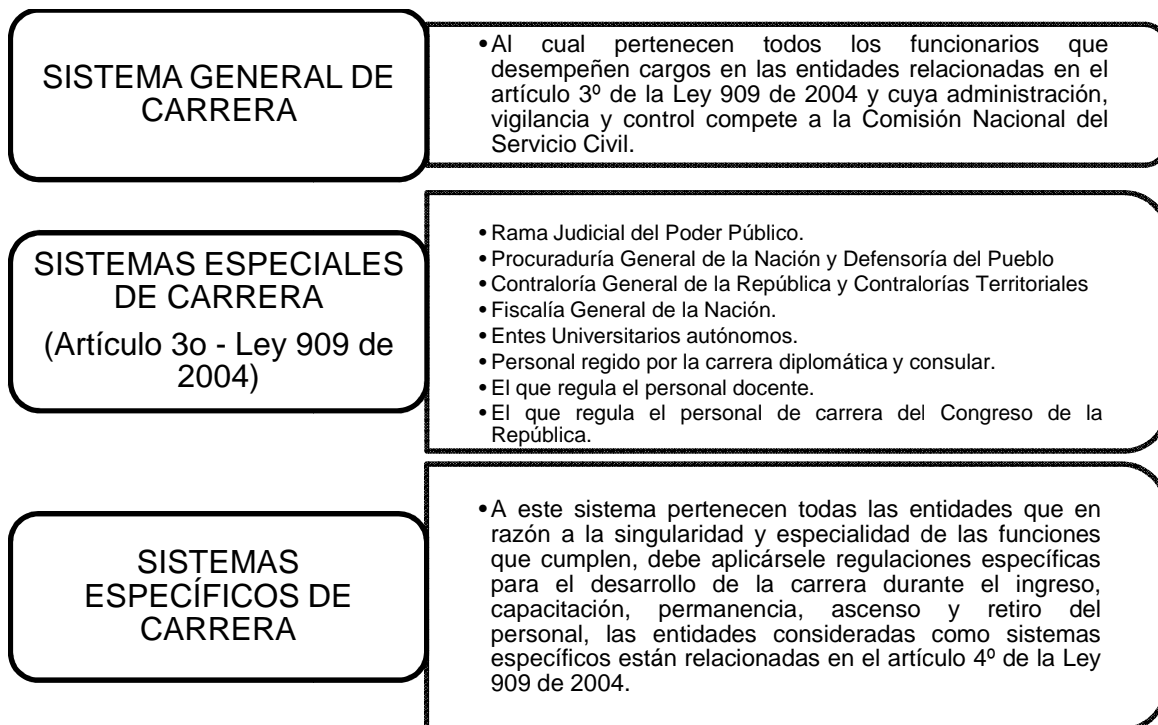 SISTEMA GENERAL DE
CARRERA
•Al cual pertenecen todos los funcionarios que
desempeñen cargos en las entidades relacionadas en el
artículo 3º de la Ley 909 de 2004 y cuya administración,
vigilancia y control compete a la Comisión Nacional del
Servicio Civil.
SISTEMAS ESPECIALES
DE CARRERA
(Artículo 3o - Ley 909 de
2004)
•Rama Judicial del Poder Público.
•Procuraduría General de la Nación y Defensoría del Pueblo
•Contraloría General de la República y Contralorías Territoriales
•Fiscalía General de la Nación.
•Entes Universitarios autónomos.
•Personal regido por la carrera diplomática y consular.
•El que regula el personal docente.
•El que regula el personal de carrera del Congreso de la
República.
SISTEMAS
ESPECÍFICOS DE
CARRERA
•A este sistema pertenecen todas las entidades que en
razón a la singularidad y especialidad de las funciones
que cumplen, debe aplicársele regulaciones específicas
para el desarrollo de la carrera durante el ingreso,
capacitación, permanencia, ascenso y retiro del
personal, las entidades consideradas como sistemas
específicos están relacionadas en el artículo 4º de la Ley
909 de 2004.